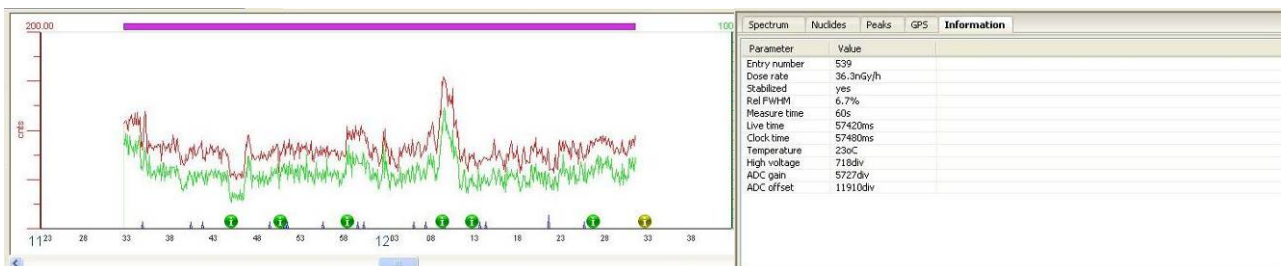 200.00
100
cnts
11 23 28 33 38 43 48 53 58 12 03 08 13 18 23 28 33 38
Spectrum Nuclides Peaks GPS Information
Parameter Value
Entry number 539
Dose rate 36.3nGy/h
Stabilized yes
Rel FWHM 6.7%
Measure time 60s
Live time 57420ms
Clock time 57480ms
Temperature 23oC
High voltage 718div
ADC gain 5727div
ADC offset 11910div